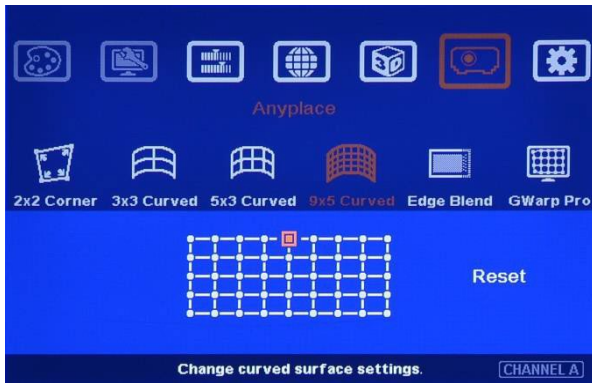 3D
Anyplace
2x2 Corner 3x3 Curved 5x3 Curved 9x5 Curved Edge Blend GWarp Pro
Reset
Change curved surface settings.
CHANNEL A